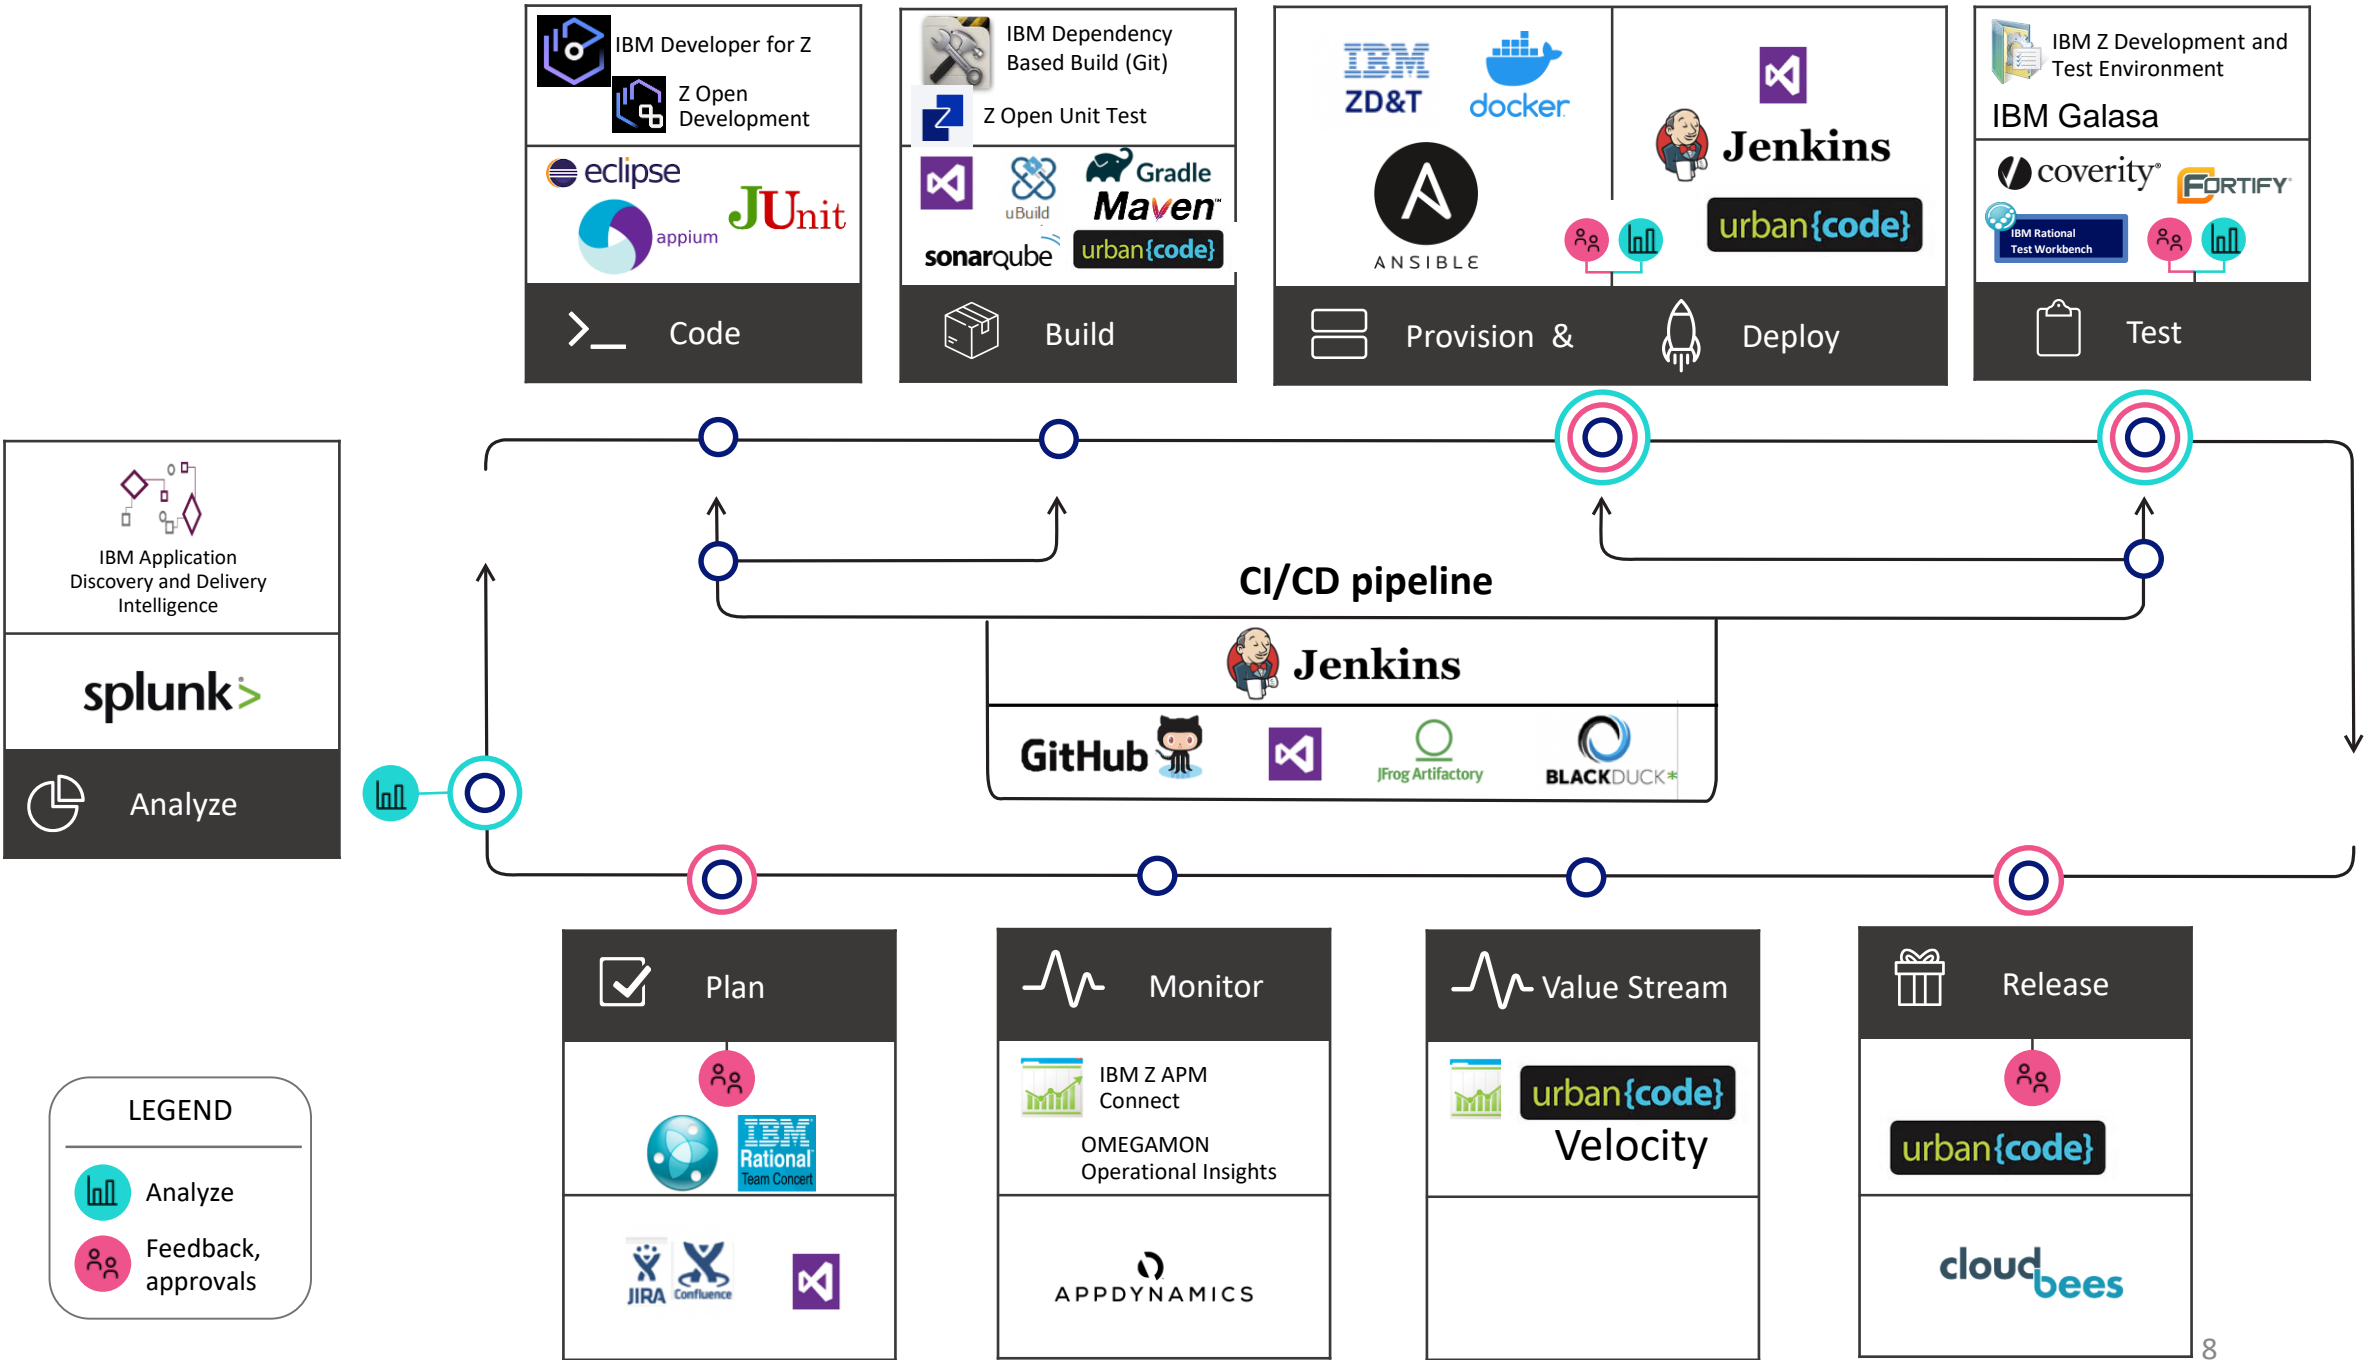 IBM Developer for Z
Z Open
Development
eclipse
appium
JUnit
Code
IBM Dependency
Based Build (Git)
Z
Z Open Unit Test
uBuild
Gradle
Maven™
sonarqube
urban{code}
Build
IBM
ZD&T
docker
ANSIBLE
Jenkins
urban{code}
Provision &
Deploy
IBM Z Development and
Test Environment
IBM Galasa
coverity®
FORTIFY
IBM Rational
Test Workbench
Test
IBM Application
Discovery and Delivery
Intelligence
splunk>
Analyze
CI/CD pipeline
Jenkins
GitHub
JFrog Artifactory
BLACKDUCK*
Plan
IBM
Rational
Team Concert
JIRA
Confluence
Monitor
IBM Z APM
Connect
OMEGAMON
Operational Insights
APPDYNAMICS
Value Stream
urban{code}
Velocity
Release
urban{code}
cloudbees
LEGEND
Analyze
Feedback,
approvals
8